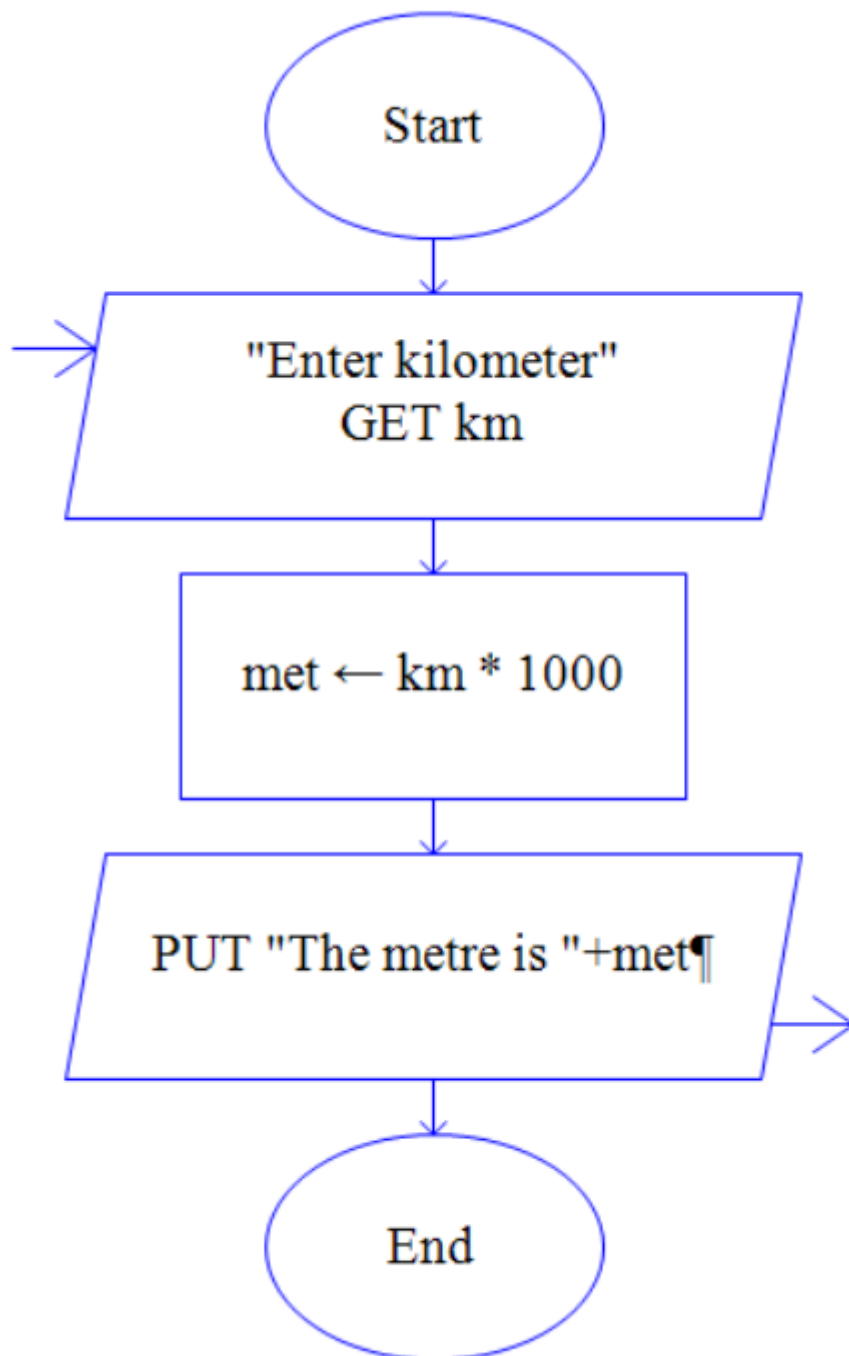 Start
"Enter kilometer"
GET km
met ← km * 1000
PUT "The metre is "+met¶
End